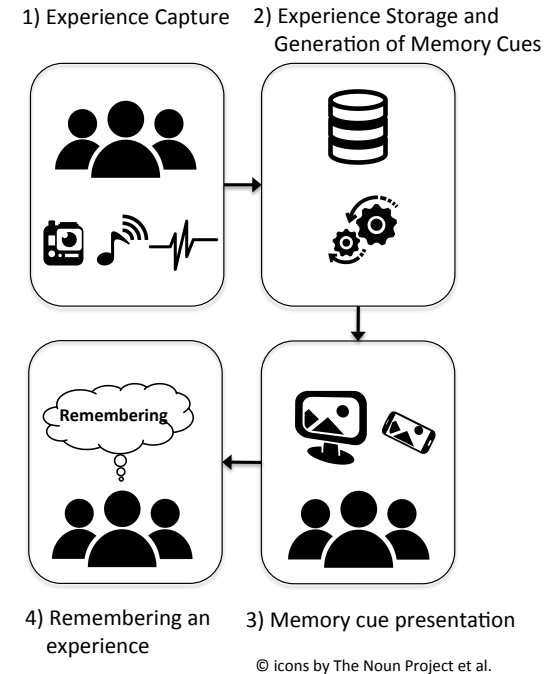 1) Experience Capture
2) Experience Storage and
Generation of Memory Cues
Remembering
4) Remembering an
experience
3) Memory cue presentation
© icons by The Noun Project et al.